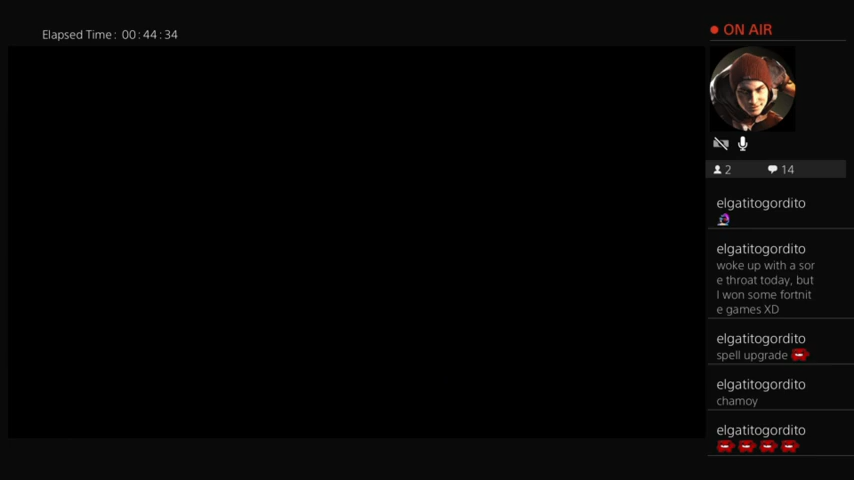 Elapsed Time: 00:44:34
ON AIR
2 14
elgatitogordito
elgatitogordito
woke up with a sor
e throat today, but
I won some fortnit
e games XD
elgatitogordito
spell upgrade
elgatitogordito
chamoy
elgatitogordito